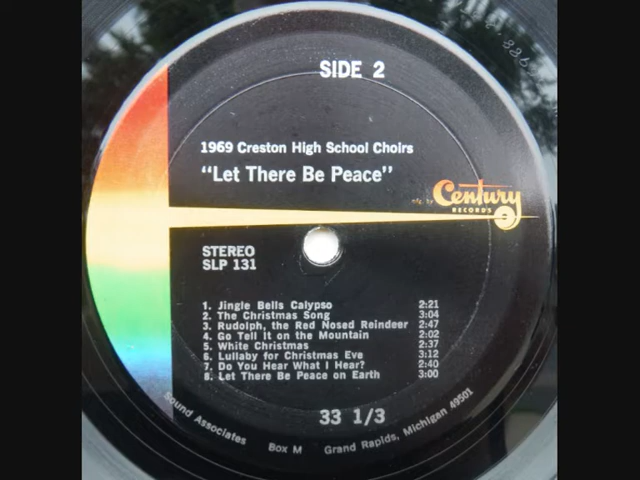 SIDE 2
1969 Creston High School Choirs
"Let There Be Peace"
Century
RECORDS
STEREO
SLP 131
1. Jingle Bells Calypso 2:21
2. The Christmas Song 3:04
3. Rudolph, the Red Nosed Reindeer 2:47
4. Go Tell it on the Mountain 2:02
5. White Christmas 2:37
6. Lullaby for Christmas Eve 3:12
7. Do You Hear What I Hear? 2:40
8. Let There Be Peace on Earth 3:00
33 1/3
Sound Associates Box M Grand Rapids, Michigan 49501